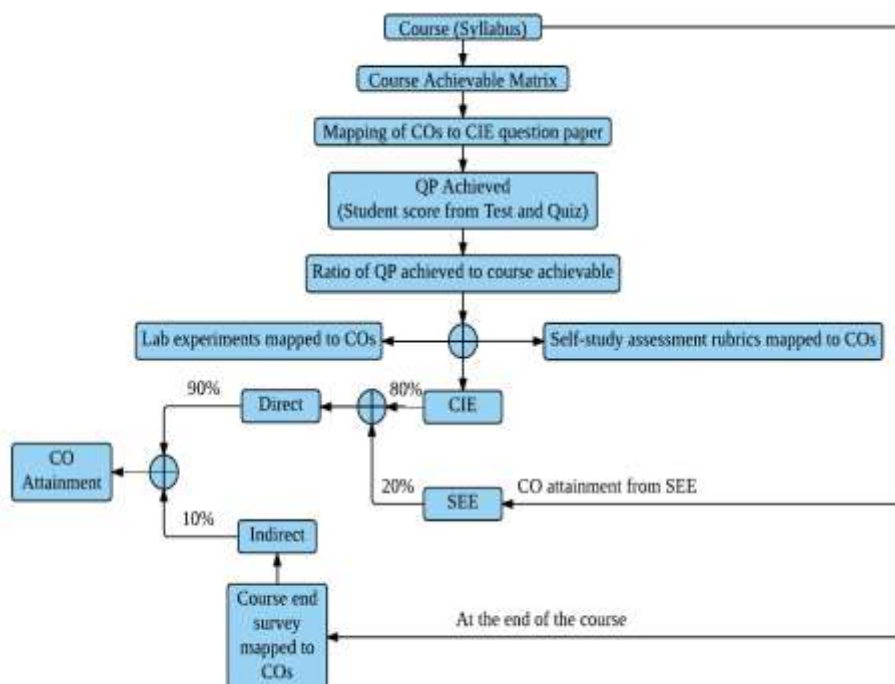 Course (Syllabus)
Course Achievable Matrix
Mapping of COs to CIE question paper
QP Achieved
(Student score from Test and Quiz)
Ratio of QP achieved to course achievable
Lab experiments mapped to COs
Self-study assessment rubrics mapped to COs
90%
Direct
80%
CIE
CO
Attainment
20%
SEE
CO attainment from SEE
10%
Indirect
Course end
survey
mapped to
COs
At the end of the course